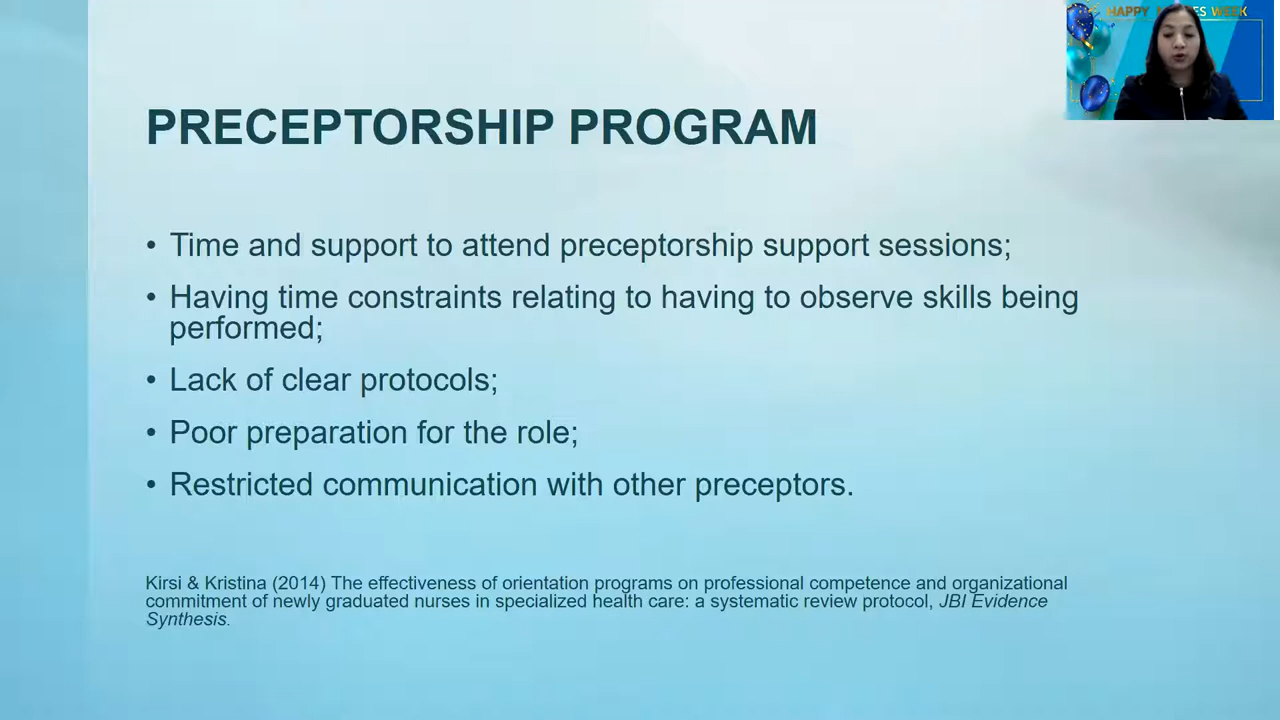 HAPPY ES WEEK
PRECEPTORSHIP PROGRAM
• Time and support to attend preceptorship support sessions;
• Having time constraints relating to having to observe skills being
performed;
• Lack of clear protocols;
• Poor preparation for the role;
• Restricted communication with other preceptors.
Kirsi & Kristina (2014) The effectiveness of orientation programs on professional competence and organizational
commitment of newly graduated nurses in specialized health care: a systematic review protocol, JBI Evidence
Synthesis.